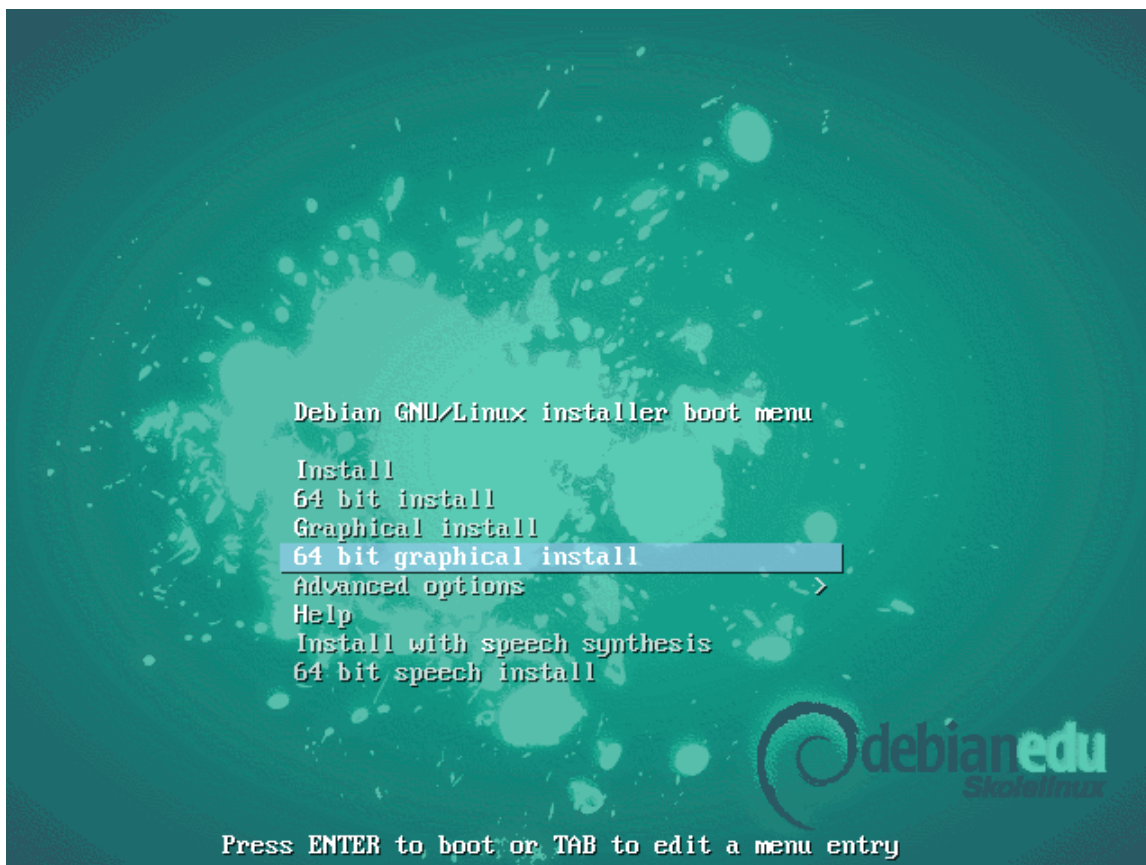 Debian GNU/Linux installer boot menu
Install
64 bit install
Graphical install
64 bit graphical install
Advanced options >
Help
Install with speech synthesis
64 bit speech install
debianedu
Skolelinux
Press ENTER to boot or TAB to edit a menu entry